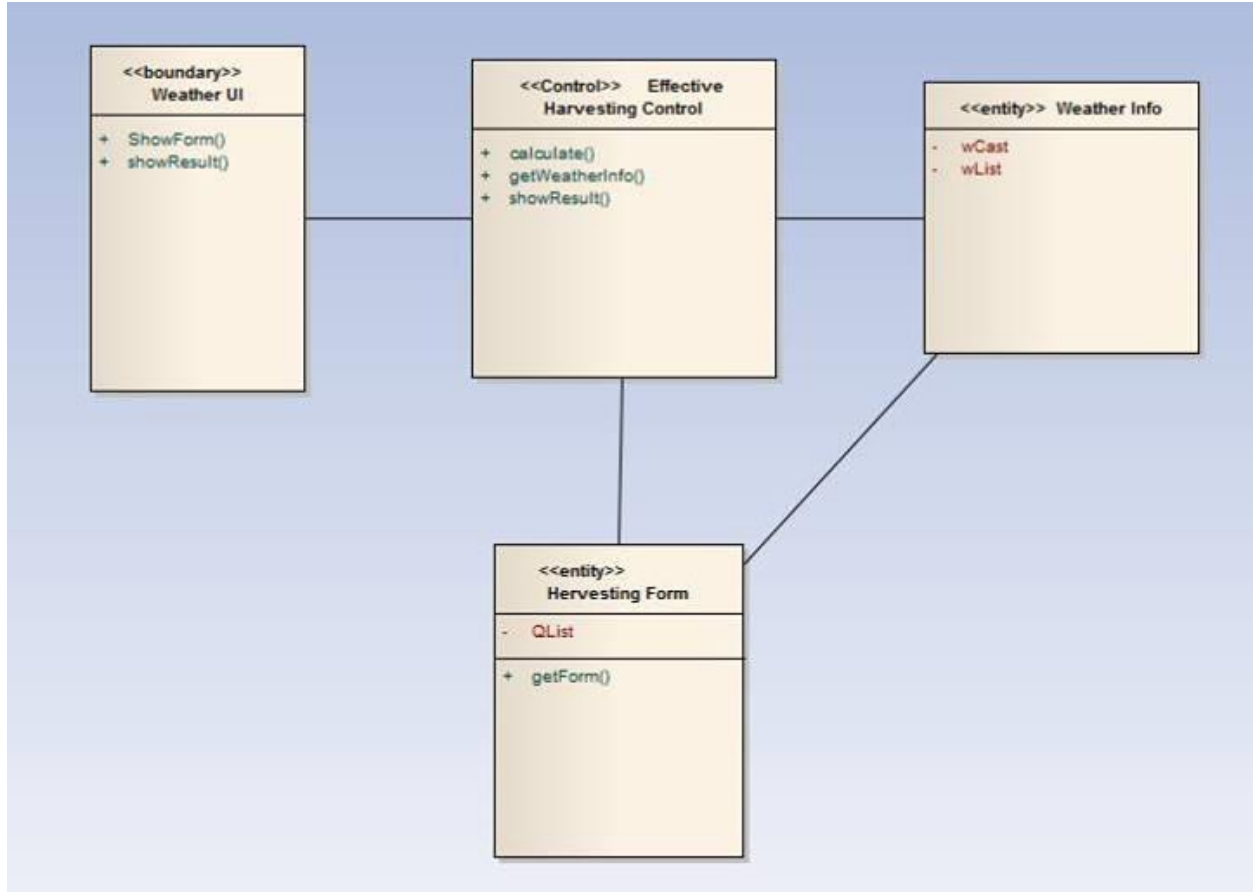 <<boundary>>
Weather UI
+ ShowForm()
+ showResult()
<<Control>> Effective
Harvesting Control
+ calculate()
+ getWeatherInfo()
+ showResult()
<<entity>> Weather Info
- wCast
- wList
<<entity>>
Hervesting Form
- QList
+ getForm()